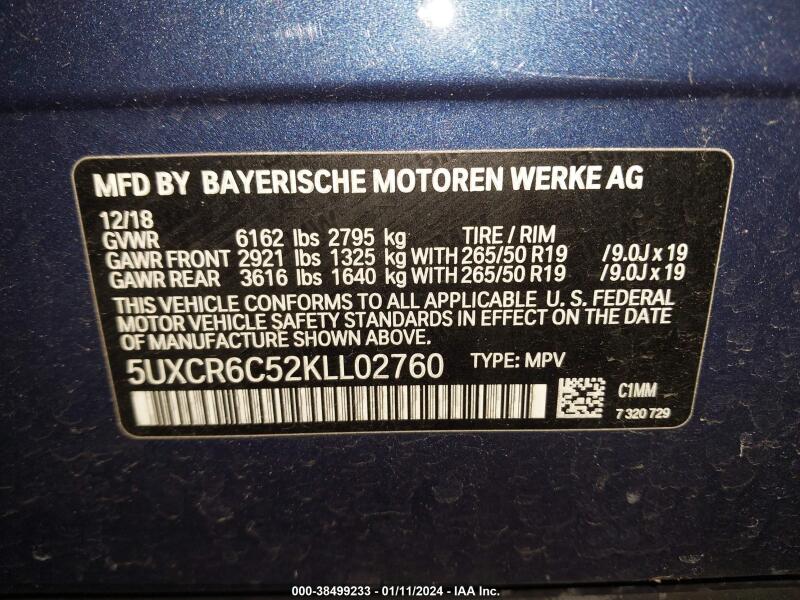 MFD BY BAYERISCHE MOTOREN WERKE AG
12/18
GVWR 6162 lbs 2795 kg TIRE / RIM
GAWR FRONT 2921 lbs 1325 kg WITH 265/50 R19 /9.0J x 19
GAWR REAR 3616 lbs 1640 kg WITH 265/50 R19 /9.0J x 19
THIS VEHICLE CONFORMS TO ALL APPLICABLE U. S. FEDERAL
MOTOR VEHICLE SAFETY STANDARDS IN EFFECT ON THE DATE
OF MANUFACTURE SHOWN ABOVE.
5UXCR6C52KLL02760 TYPE: MPV
C1MM
7 320 729
000-38499233 - 01/11/2024 - IAA Inc.